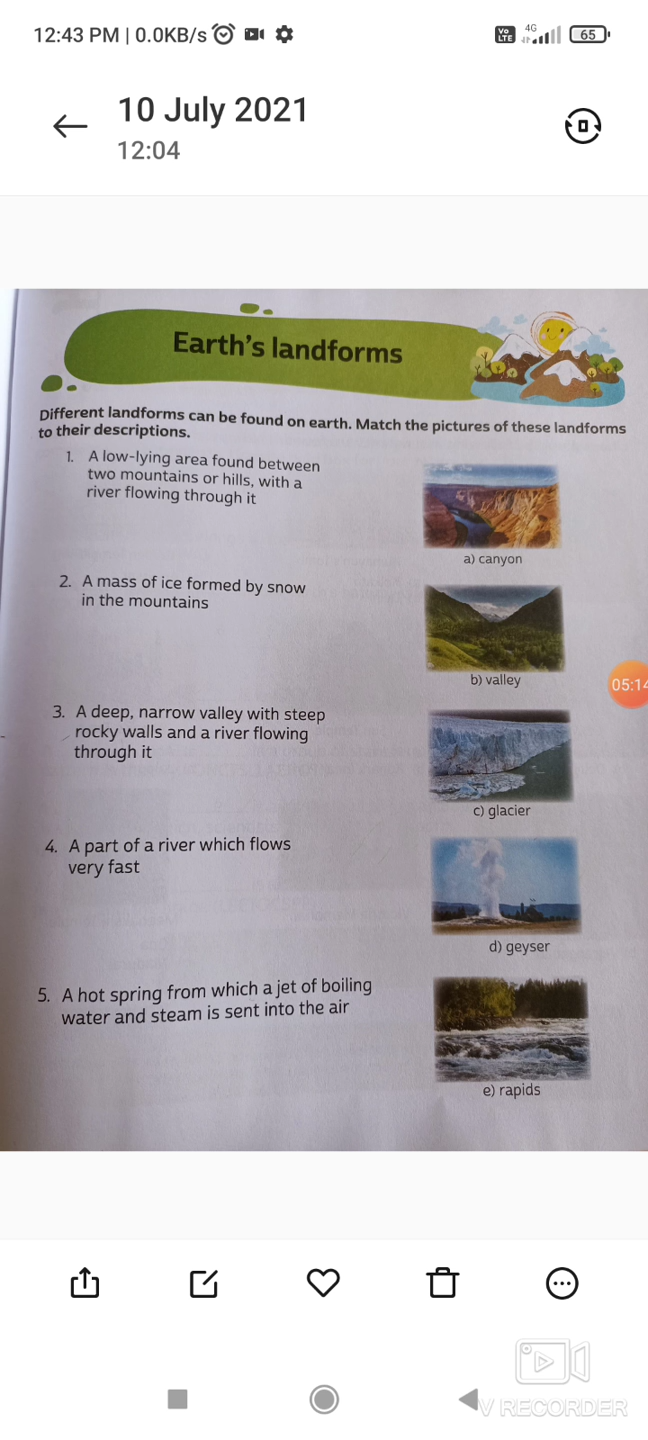 12:43 PM | 0.0KB/s
Vo
LTE
4G
65
10 July 2021
12:04
Earth's landforms
Different landforms can be found on earth. Match the pictures of these landforms
to their descriptions.
1. A low-lying area found between
two mountains or hills, with a
river flowing through it
a) canyon
2. A mass of ice formed by snow
in the mountains
b) valley
05:14
3. A deep, narrow valley with steep
rocky walls and a river flowing
through it
c) glacier
4. A part of a river which flows
very fast
d) geyser
5. A hot spring from which a jet of boiling
water and steam is sent into the air
e) rapids
V RECORDER